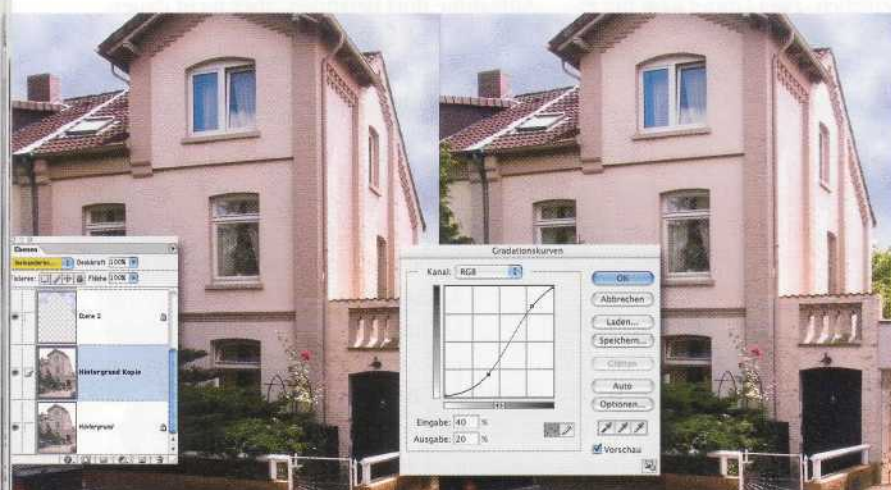 Ebenen
Deckkraft: 100%
Fläche: 100%
Ebene 2
Hintergrund Kopie
Hintergrund
Gradationskurven
Kanal: RGB
OK
Abbrechen
Laden...
Speichern...
Glätten
Auto
Optionen...
Eingabe: 40 %
Ausgabe: 20 %
Vorschau